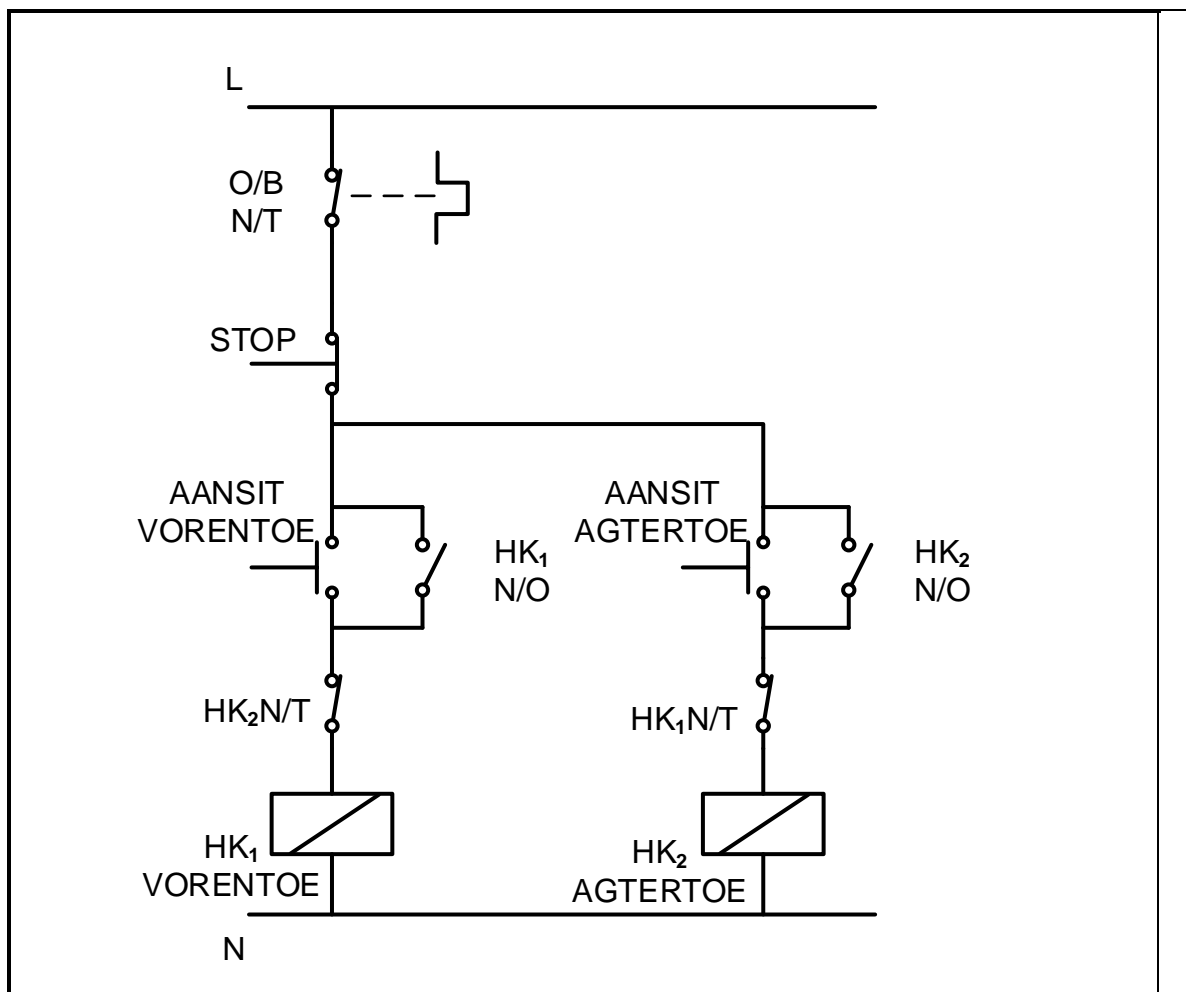 L
O/B
N/T
STOP
AANSIT
VORENTOE
HK₁
N/O
AANSIT
AGTERTOE
HK₂
N/O
HK₂N/T
HK₁N/T
HK₁
VORENTOE
HK₂
AGTERTOE
N